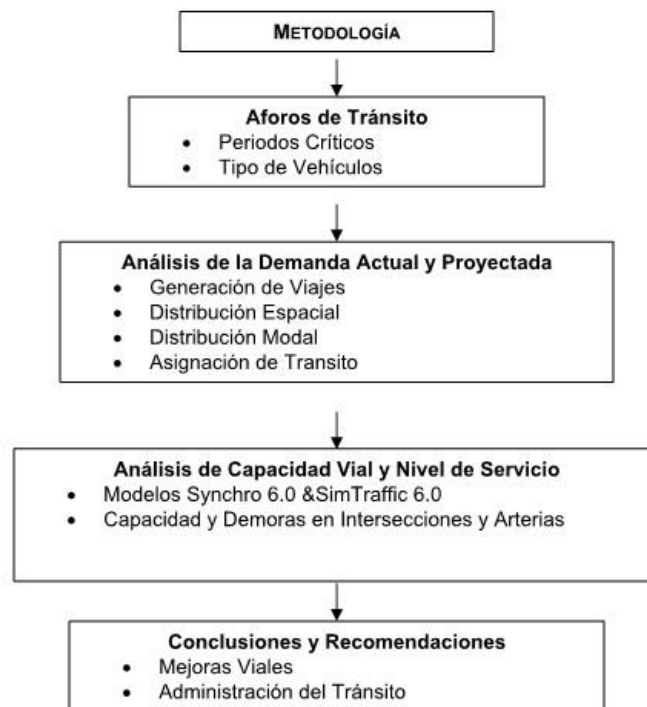 METODOLOGÍA
Aforos de Tránsito
• Periodos Críticos
• Tipo de Vehículos
Análisis de la Demanda Actual y Proyectada
• Generación de Viajes
• Distribución Espacial
• Distribución Modal
• Asignación de Transito
Análisis de Capacidad Vial y Nivel de Servicio
• Modelos Synchro 6.0 &SimTraffic 6.0
• Capacidad y Demoras en Intersecciones y Arterias
Conclusiones y Recomendaciones
• Mejoras Viales
• Administración del Tránsito